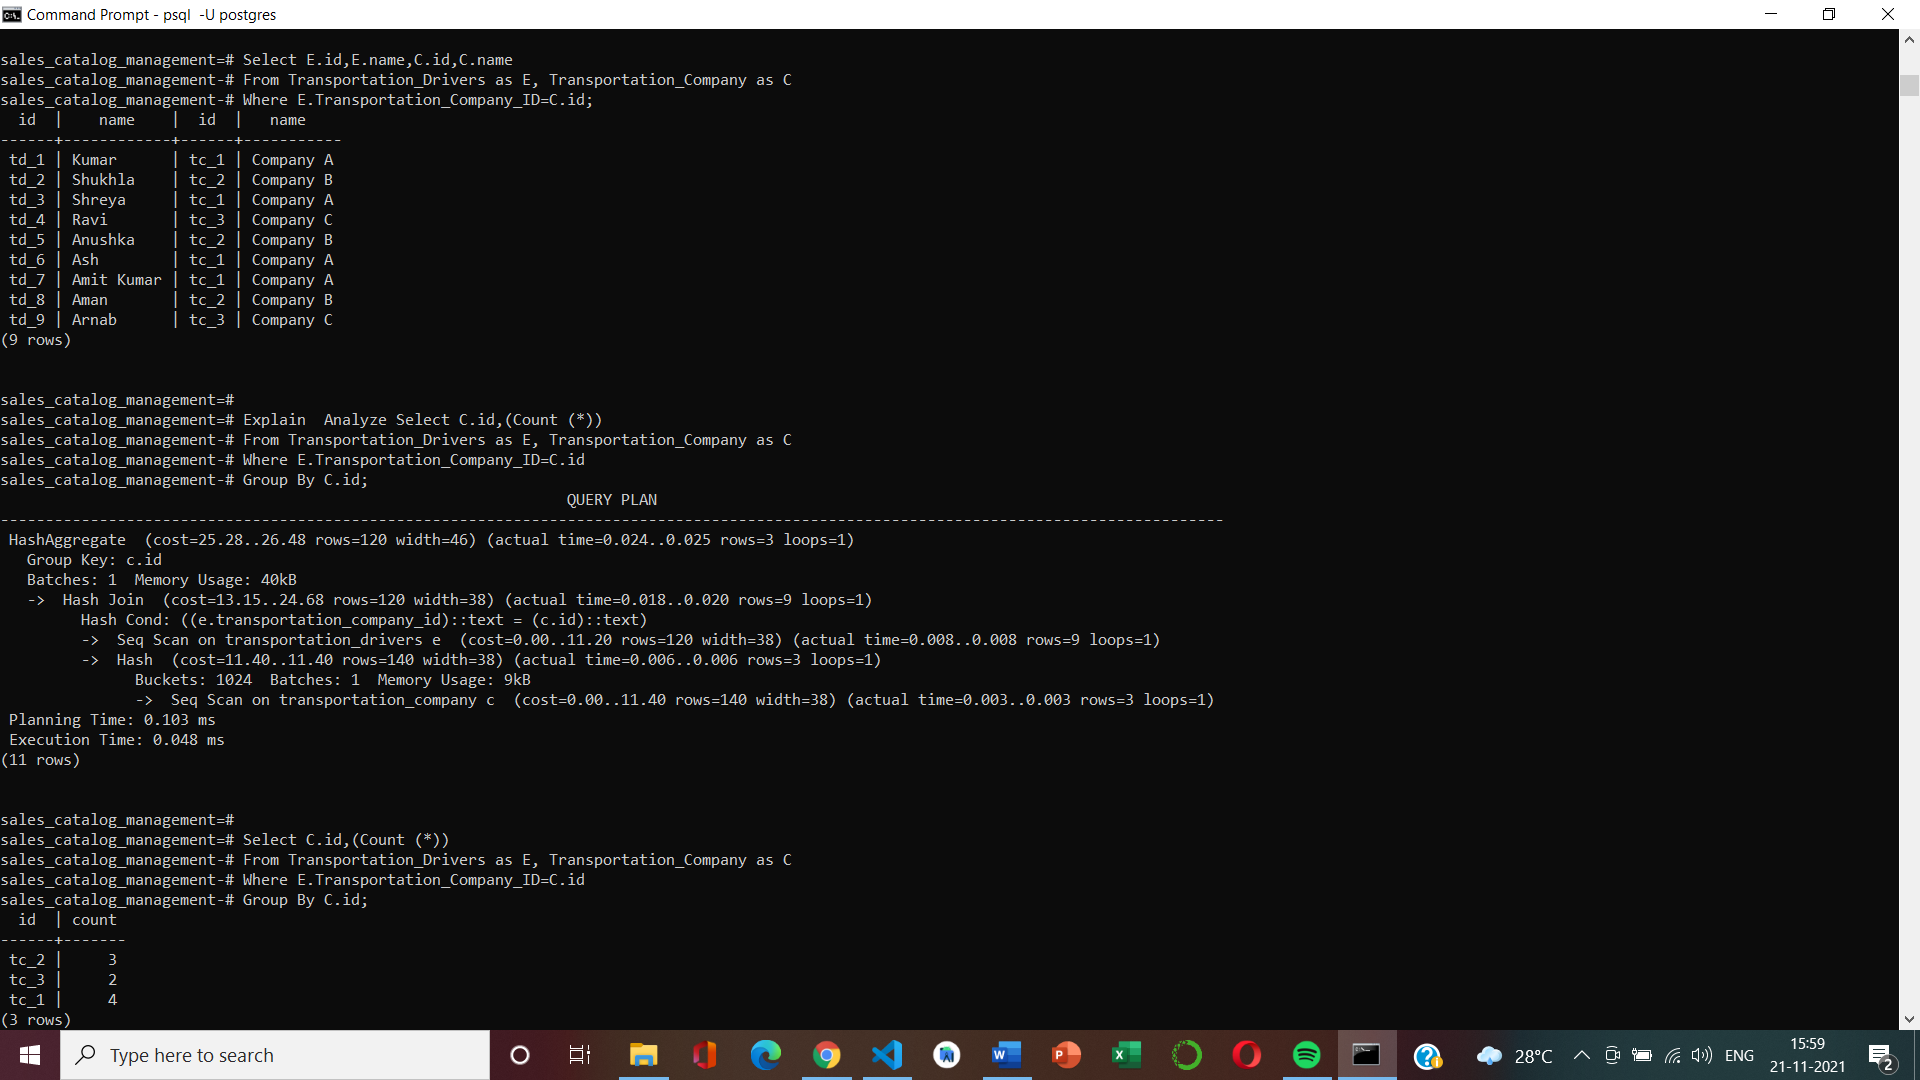 Command Prompt - psql  -U postgres
sales_catalog_management=# Select E.id,E.name,C.id,C.name
sales_catalog_management-# From Transportation_Drivers as E, Transportation_Company as C
sales_catalog_management-# Where E.Transportation_Company_ID=C.id;
  id  |    name    |  id  |   name
------+------------+------+-----------
 td_1 | Kumar      | tc_1 | Company A
 td_2 | Shukhla    | tc_2 | Company B
 td_3 | Shreya     | tc_1 | Company A
 td_4 | Ravi       | tc_3 | Company C
 td_5 | Anushka    | tc_2 | Company B
 td_6 | Ash        | tc_1 | Company A
 td_7 | Amit Kumar | tc_1 | Company A
 td_8 | Aman       | tc_2 | Company B
 td_9 | Arnab      | tc_3 | Company C
(9 rows)
sales_catalog_management=#
sales_catalog_management=# Explain  Analyze Select C.id,(Count (*))
sales_catalog_management-# From Transportation_Drivers as E, Transportation_Company as C
sales_catalog_management-# Where E.Transportation_Company_ID=C.id
sales_catalog_management-# Group By C.id;
                                                               QUERY PLAN
----------------------------------------------------------------------------------------------------------------------------------------
 HashAggregate  (cost=25.28..26.48 rows=120 width=46) (actual time=0.024..0.025 rows=3 loops=1)
   Group Key: c.id
   Batches: 1  Memory Usage: 40kB
   ->  Hash Join  (cost=13.15..24.68 rows=120 width=38) (actual time=0.018..0.020 rows=9 loops=1)
         Hash Cond: ((e.transportation_company_id)::text = (c.id)::text)
         ->  Seq Scan on transportation_drivers e  (cost=0.00..11.20 rows=120 width=38) (actual time=0.008..0.008 rows=9 loops=1)
         ->  Hash  (cost=11.40..11.40 rows=140 width=38) (actual time=0.006..0.006 rows=3 loops=1)
               Buckets: 1024  Batches: 1  Memory Usage: 9kB
               ->  Seq Scan on transportation_company c  (cost=0.00..11.40 rows=140 width=38) (actual time=0.003..0.003 rows=3 loops=1)
 Planning Time: 0.103 ms
 Execution Time: 0.048 ms
(11 rows)
sales_catalog_management=#
sales_catalog_management=# Select C.id,(Count (*))
sales_catalog_management-# From Transportation_Drivers as E, Transportation_Company as C
sales_catalog_management-# Where E.Transportation_Company_ID=C.id
sales_catalog_management-# Group By C.id;
  id  | count
------+-------
 tc_2 |     3
 tc_3 |     2
 tc_1 |     4
(3 rows)
Type here to search
28°C
ENG
15:59
21-11-2021
2